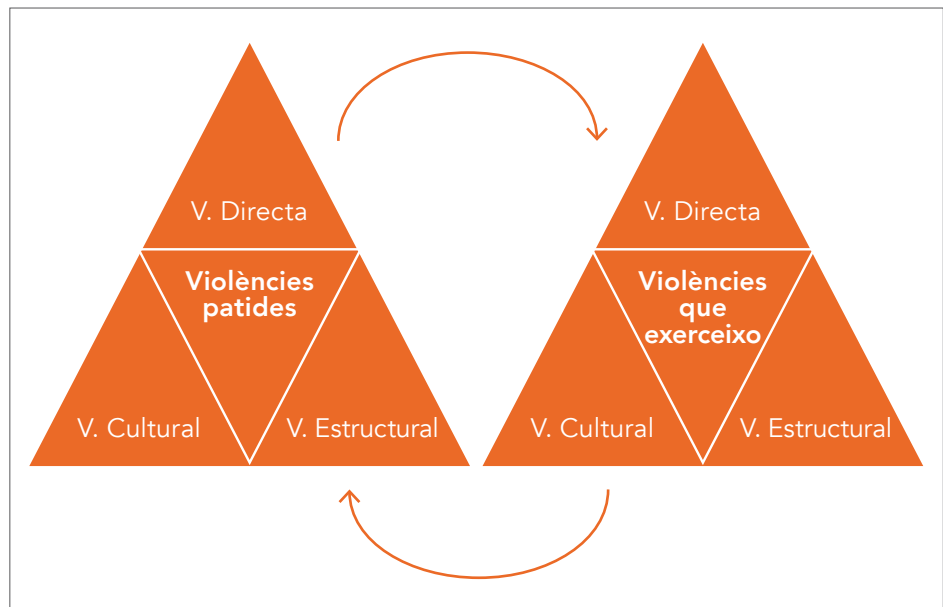 V. Directa
Violències
patides
V. Cultural
V. Estructural
V. Directa
Violències
que
exerceixo
V. Cultural
V. Estructural